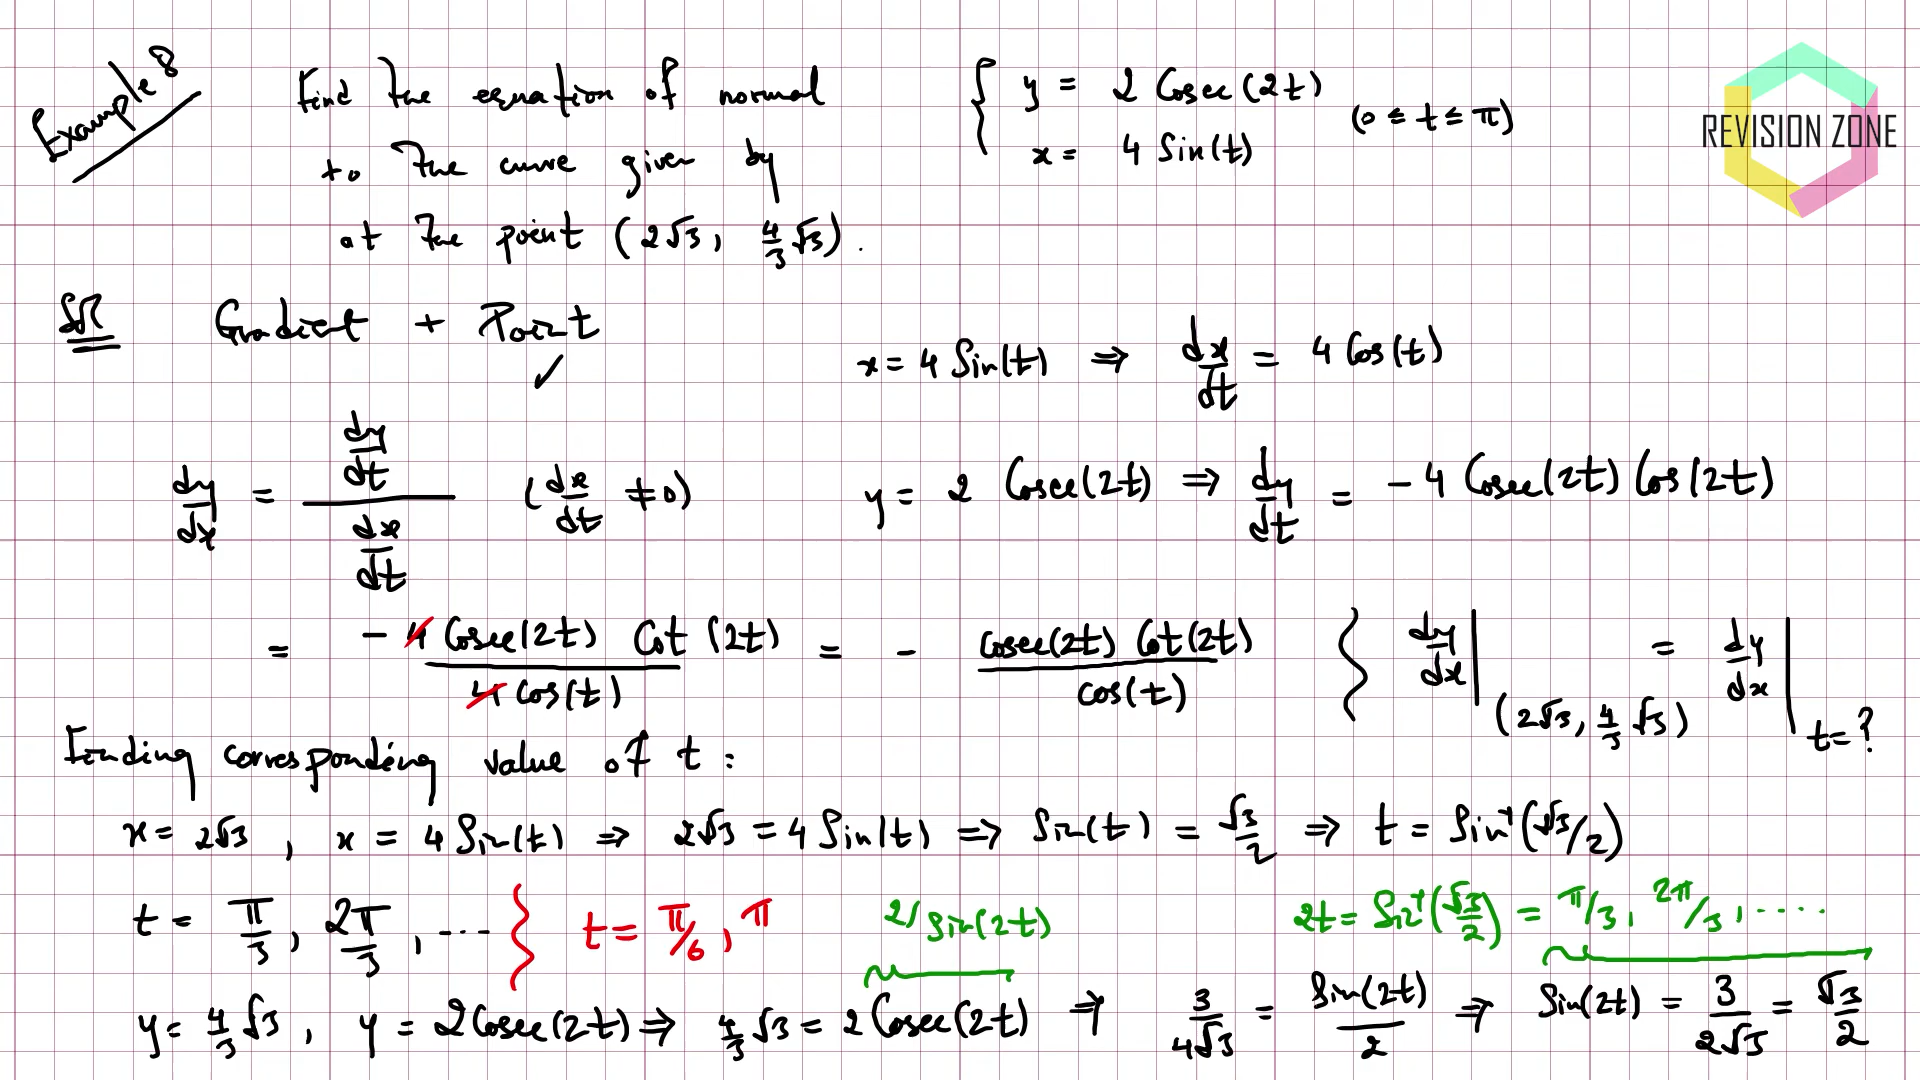 Example 8
Find the equation of normal
to the curve given by
at the point (2√3, 4/3 √3).
{ y = 2 Cosec(2t)
x = 4 Sin(t)
(0 ≤ t ≤ π)
REVISION ZONE
Gradient + Point ✓
x = 4 Sin(t) ⇒ dx/dt = 4 Cos(t)
dy/dx = (dy/dt)/(dx/dt) (dx/dt ≠ 0)
y = 2 Cosec(2t) ⇒ dy/dt = -4 Cosec(2t) Cos(2t)
= -4 Cosec(2t) Cot(2t) / 4 Cos(t) = - cosec(2t) Cot(2t) / cos(t) } dy/dx |(2√3, 4/3 √3) = dy/dx |t=?
Finding corresponding value of t :
x = 2√3, x = 4 Sin(t) ⇒ 2√3 = 4 Sin(t) ⇒ Sin(t) = √3/2 ⇒ t = Sin⁻¹(√3/2)
t = π/3, 2π/3, ... } t = π/6, π
2/Sin(2t)
2t = Sin⁻¹(√3/2) = π/3, 2π/3, .....
y = 4/3 √3, y = 2 Cosec(2t) ⇒ 4/3 √3 = 2 Cosec(2t) ⇒ 3/4√3 = Sin(2t)/2 ⇒ Sin(2t) = 3/2√3 = √3/2